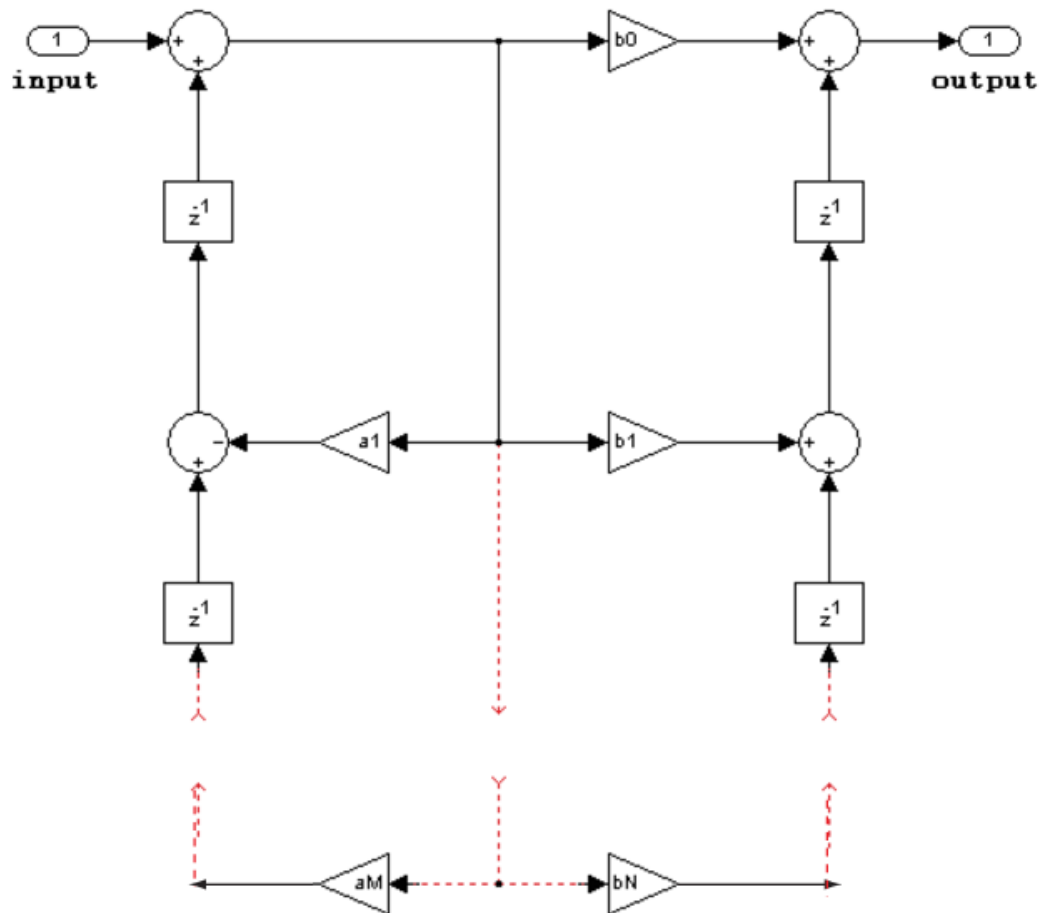 1
+
+
b0
+
+
1
input
output
z-1
z-1
-
+
a1
b1
+
+
z-1
z-1
aM
bN